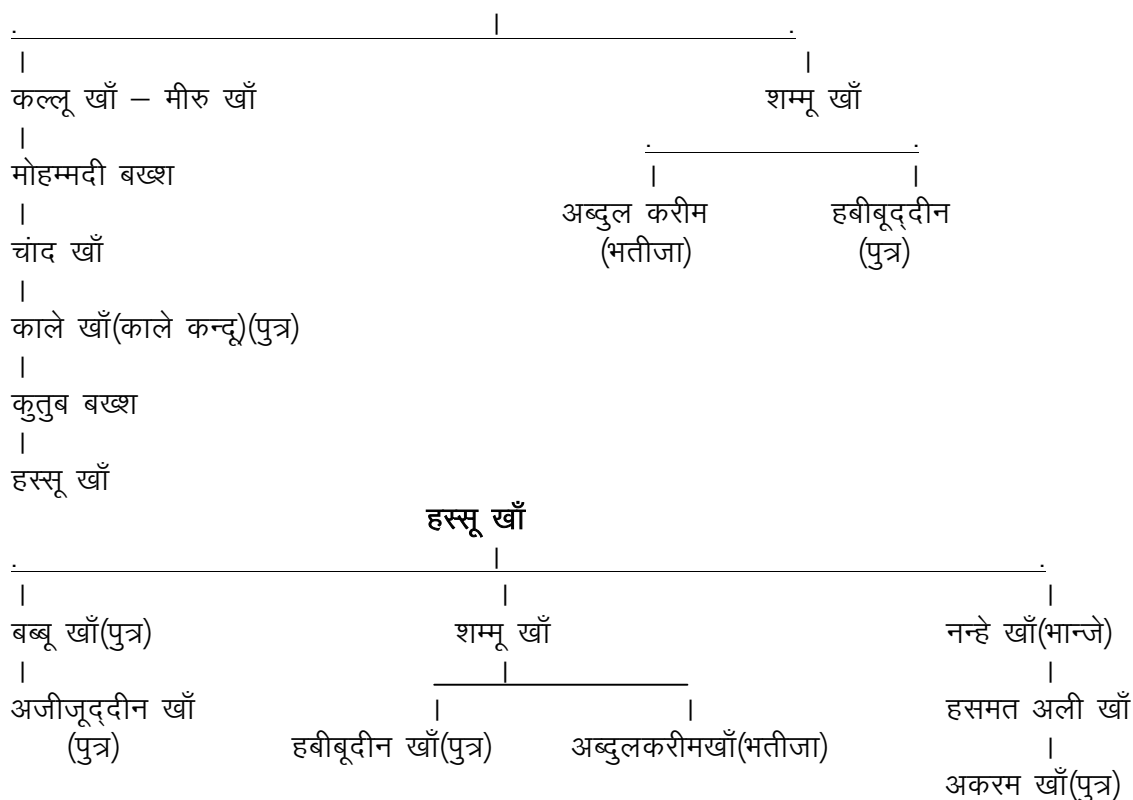 कल्लू खाँ – मीरु खाँ शम्मू खाँ
मोहम्मदी बख्श
अब्दुल करीम हबीबूद्दीन
चांद खाँ (भतीजा) (पुत्र)
काले खाँ(काले कन्दू)(पुत्र)
कुतुब बख्श
हस्सू खाँ
हस्सू खाँ
बब्बू खाँ(पुत्र) शम्मू खाँ नन्हे खाँ(भान्जे)
अजीजूद्दीन खाँ हसमत अली खाँ
(पुत्र) हबीबूदीन खाँ(पुत्र) अब्दुलकरीमखाँ(भतीजा)
अकरम खाँ(पुत्र)